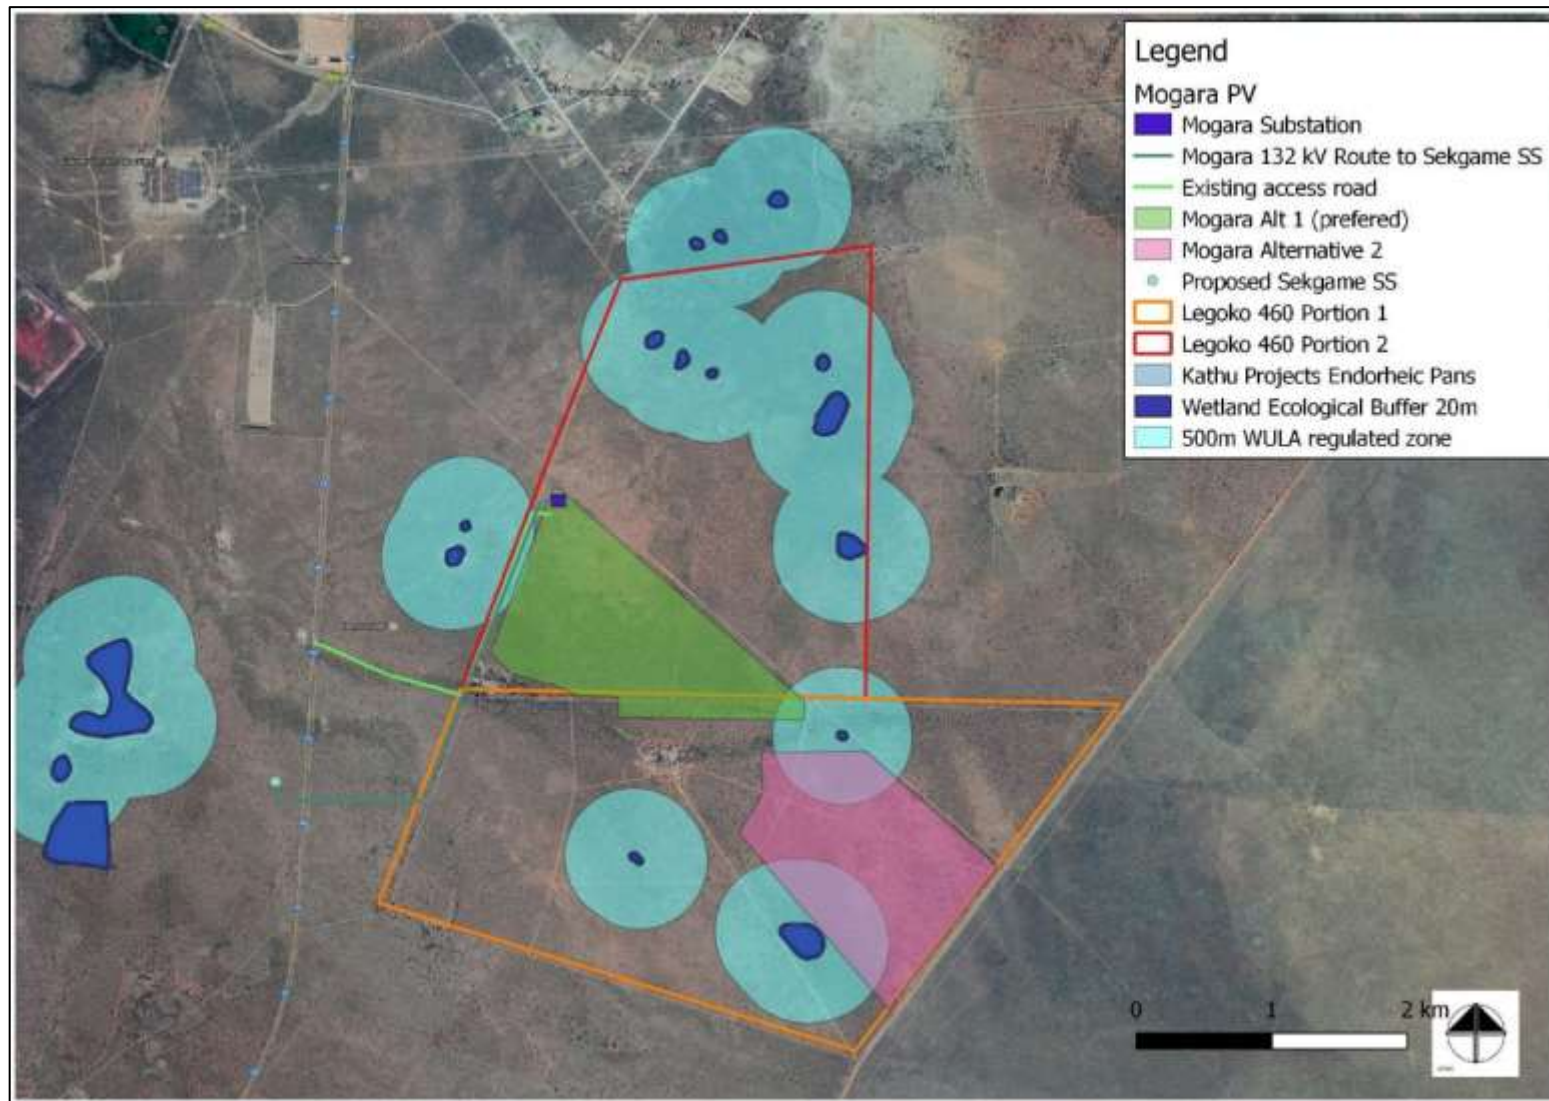 Legend
Mogara PV
Mogara Substation
Mogara 132 kV Route to Sekgame SS
Existing access road
Mogara Alt 1 (prefered)
Mogara Alternative 2
Proposed Sekgame SS
Legoko 460 Portion 1
Legoko 460 Portion 2
Kathu Projects Endorheic Pans
Wetland Ecological Buffer 20m
500m WULA regulated zone
0 1 2 km